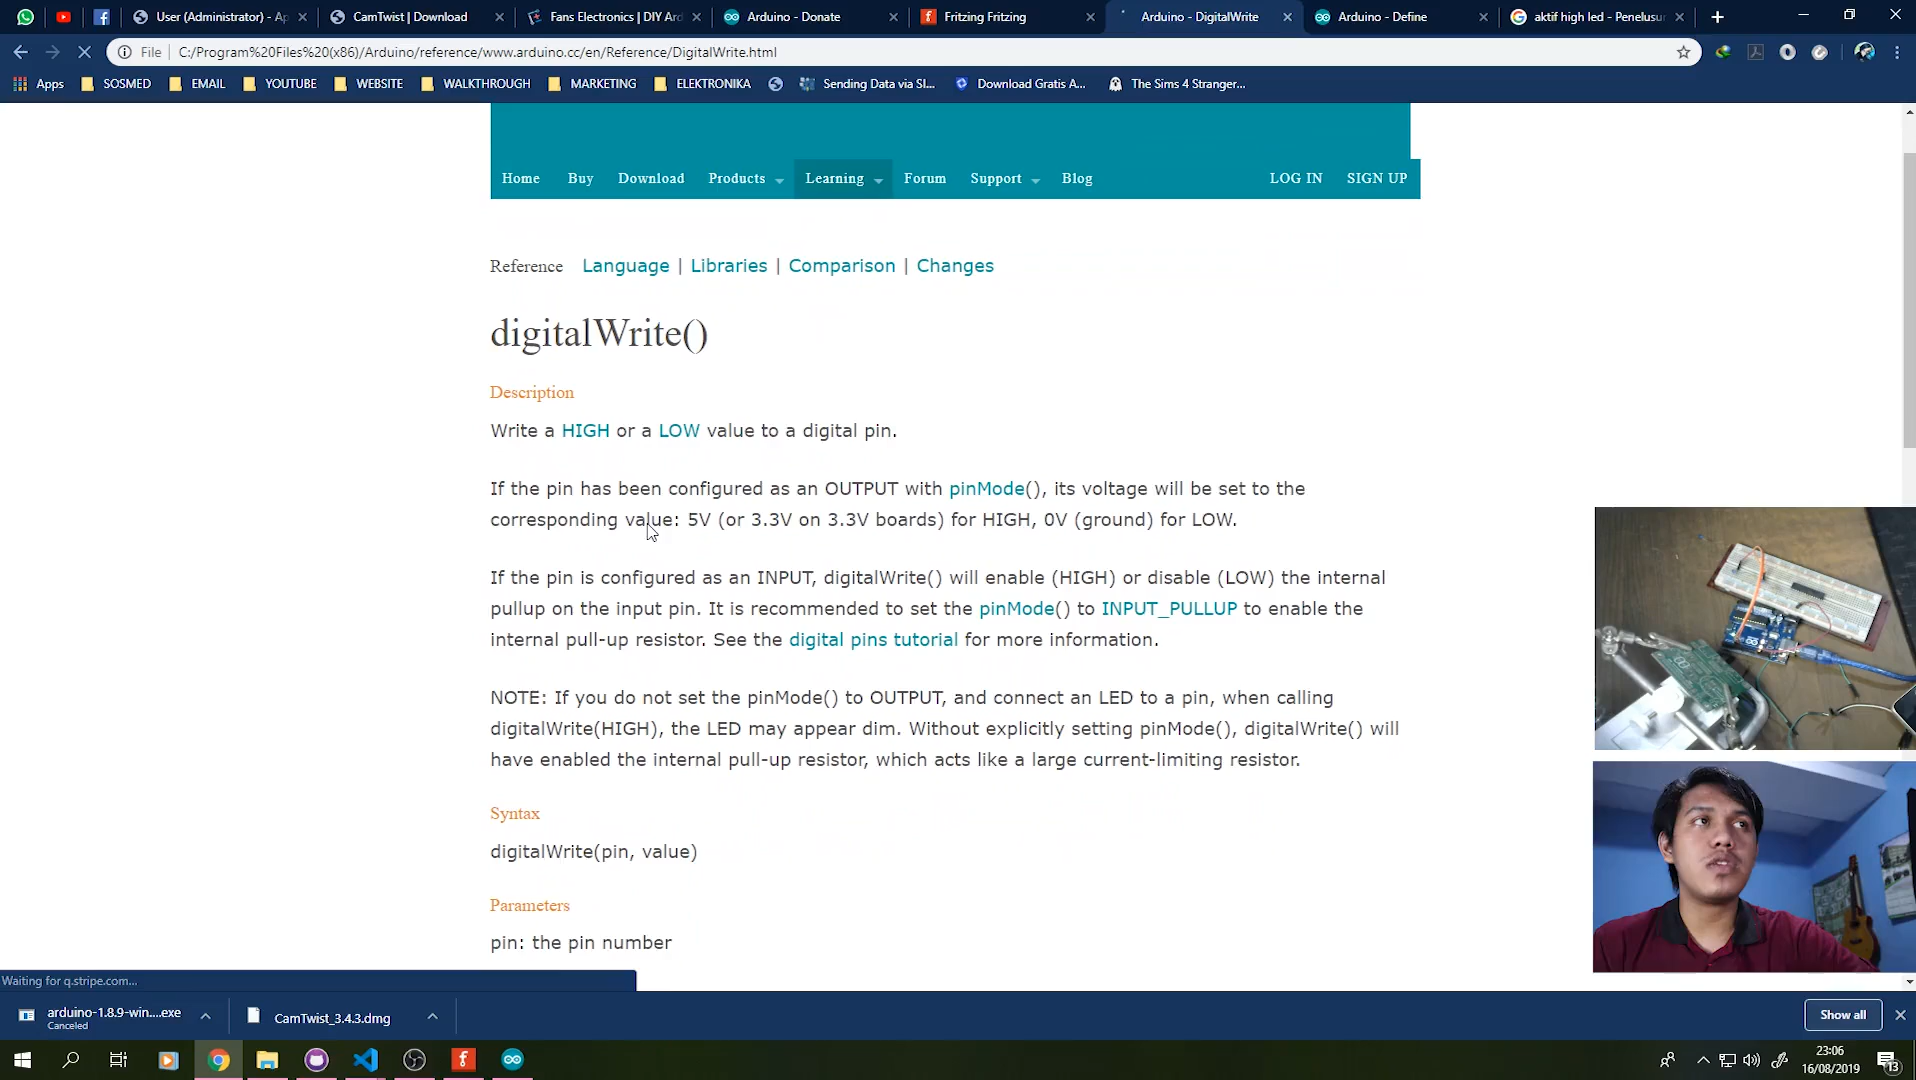 User (Administrator) - Ap
CamTwist | Download
Fans Electronics | DIY Ard
Arduino - Donate
Fritzing Fritzing
Arduino - DigitalWrite
Arduino - Define
aktif high led - Penelusur
File C:/Program%20Files%20(x86)/Arduino/reference/www.arduino.cc/en/Reference/DigitalWrite.html
Apps SOSMED EMAIL YOUTUBE WEBSITE WALKTHROUGH MARKETING ELEKTRONIKA Sending Data via Sl... Download Gratis A... The Sims 4 Stranger...
Home Buy Download Products Learning Forum Support Blog LOG IN SIGN UP
Reference Language | Libraries | Comparison | Changes
digitalWrite()
Description
Write a HIGH or a LOW value to a digital pin.
If the pin has been configured as an OUTPUT with pinMode(), its voltage will be set to the
corresponding value: 5V (or 3.3V on 3.3V boards) for HIGH, 0V (ground) for LOW.
If the pin is configured as an INPUT, digitalWrite() will enable (HIGH) or disable (LOW) the internal
pullup on the input pin. It is recommended to set the pinMode() to INPUT_PULLUP to enable the
internal pull-up resistor. See the digital pins tutorial for more information.
NOTE: If you do not set the pinMode() to OUTPUT, and connect an LED to a pin, when calling
digitalWrite(HIGH), the LED may appear dim. Without explicitly setting pinMode(), digitalWrite() will
have enabled the internal pull-up resistor, which acts like a large current-limiting resistor.
Syntax
digitalWrite(pin, value)
Parameters
pin: the pin number
Waiting for q.stripe.com...
arduino-1.8.9-win....exe
Canceled
CamTwist_3.4.3.dmg
Show all
23:06
16/08/2019
13